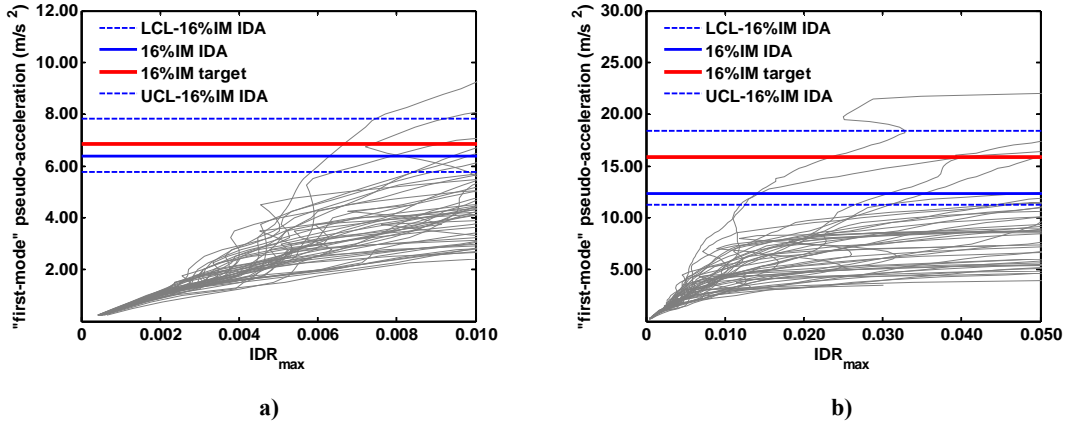 12.00
10.00
8.00
6.00
4.00
2.00
0
0.002
0.004
0.006
0.008
0.010
IDRmax
"first-mode" pseudo-acceleration (m/s 2)
LCL-16%IM IDA
16%IM IDA
16%IM target
UCL-16%IM IDA
a)
30.00
25.00
20.00
15.00
10.00
5.00
0
0.010
0.020
0.030
0.040
0.050
IDRmax
"first-mode" pseudo-acceleration (m/s 2)
LCL-16%IM IDA
16%IM IDA
16%IM target
UCL-16%IM IDA
b)